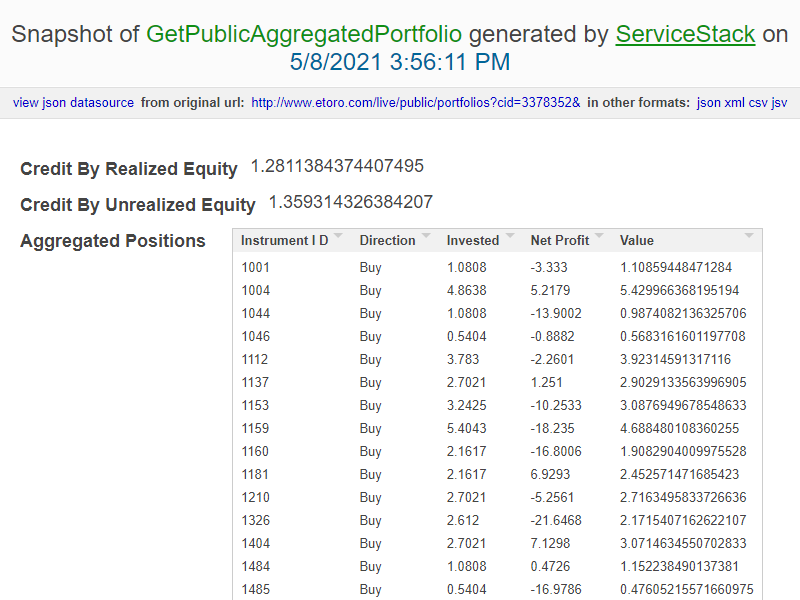 Snapshot of GetPublicAggregatedPortfolio generated by ServiceStack on
5/8/2021 3:56:11 PM
view json datasource from original url: http://www.etoro.com/live/public/portfolios?cid=3378352& in other formats: json xml csv jsv
Credit By Realized Equity 1.2811384374407495
Credit By Unrealized Equity 1.359314326384207
Aggregated Positions
Instrument I D Direction Invested Net Profit Value
1001 Buy 1.0808 -3.333 1.10859448471284
1004 Buy 4.8638 5.2179 5.429966368195194
1044 Buy 1.0808 -13.9002 0.9874082136325706
1046 Buy 0.5404 -0.8882 0.5683161601197708
1112 Buy 3.783 -2.2601 3.92314591317116
1137 Buy 2.7021 1.251 2.9029133563996905
1153 Buy 3.2425 -10.2533 3.0876949678548633
1159 Buy 5.4043 -18.235 4.688480108360255
1160 Buy 2.1617 -16.8006 1.9082904009975528
1181 Buy 2.1617 6.9293 2.452571471685423
1210 Buy 2.7021 -5.2561 2.7163495833726636
1326 Buy 2.612 -21.6468 2.1715407162622107
1404 Buy 2.7021 7.1298 3.0714634550702833
1484 Buy 1.0808 0.4726 1.152238490137381
1485 Buy 0.5404 -16.9786 0.47605215571660975